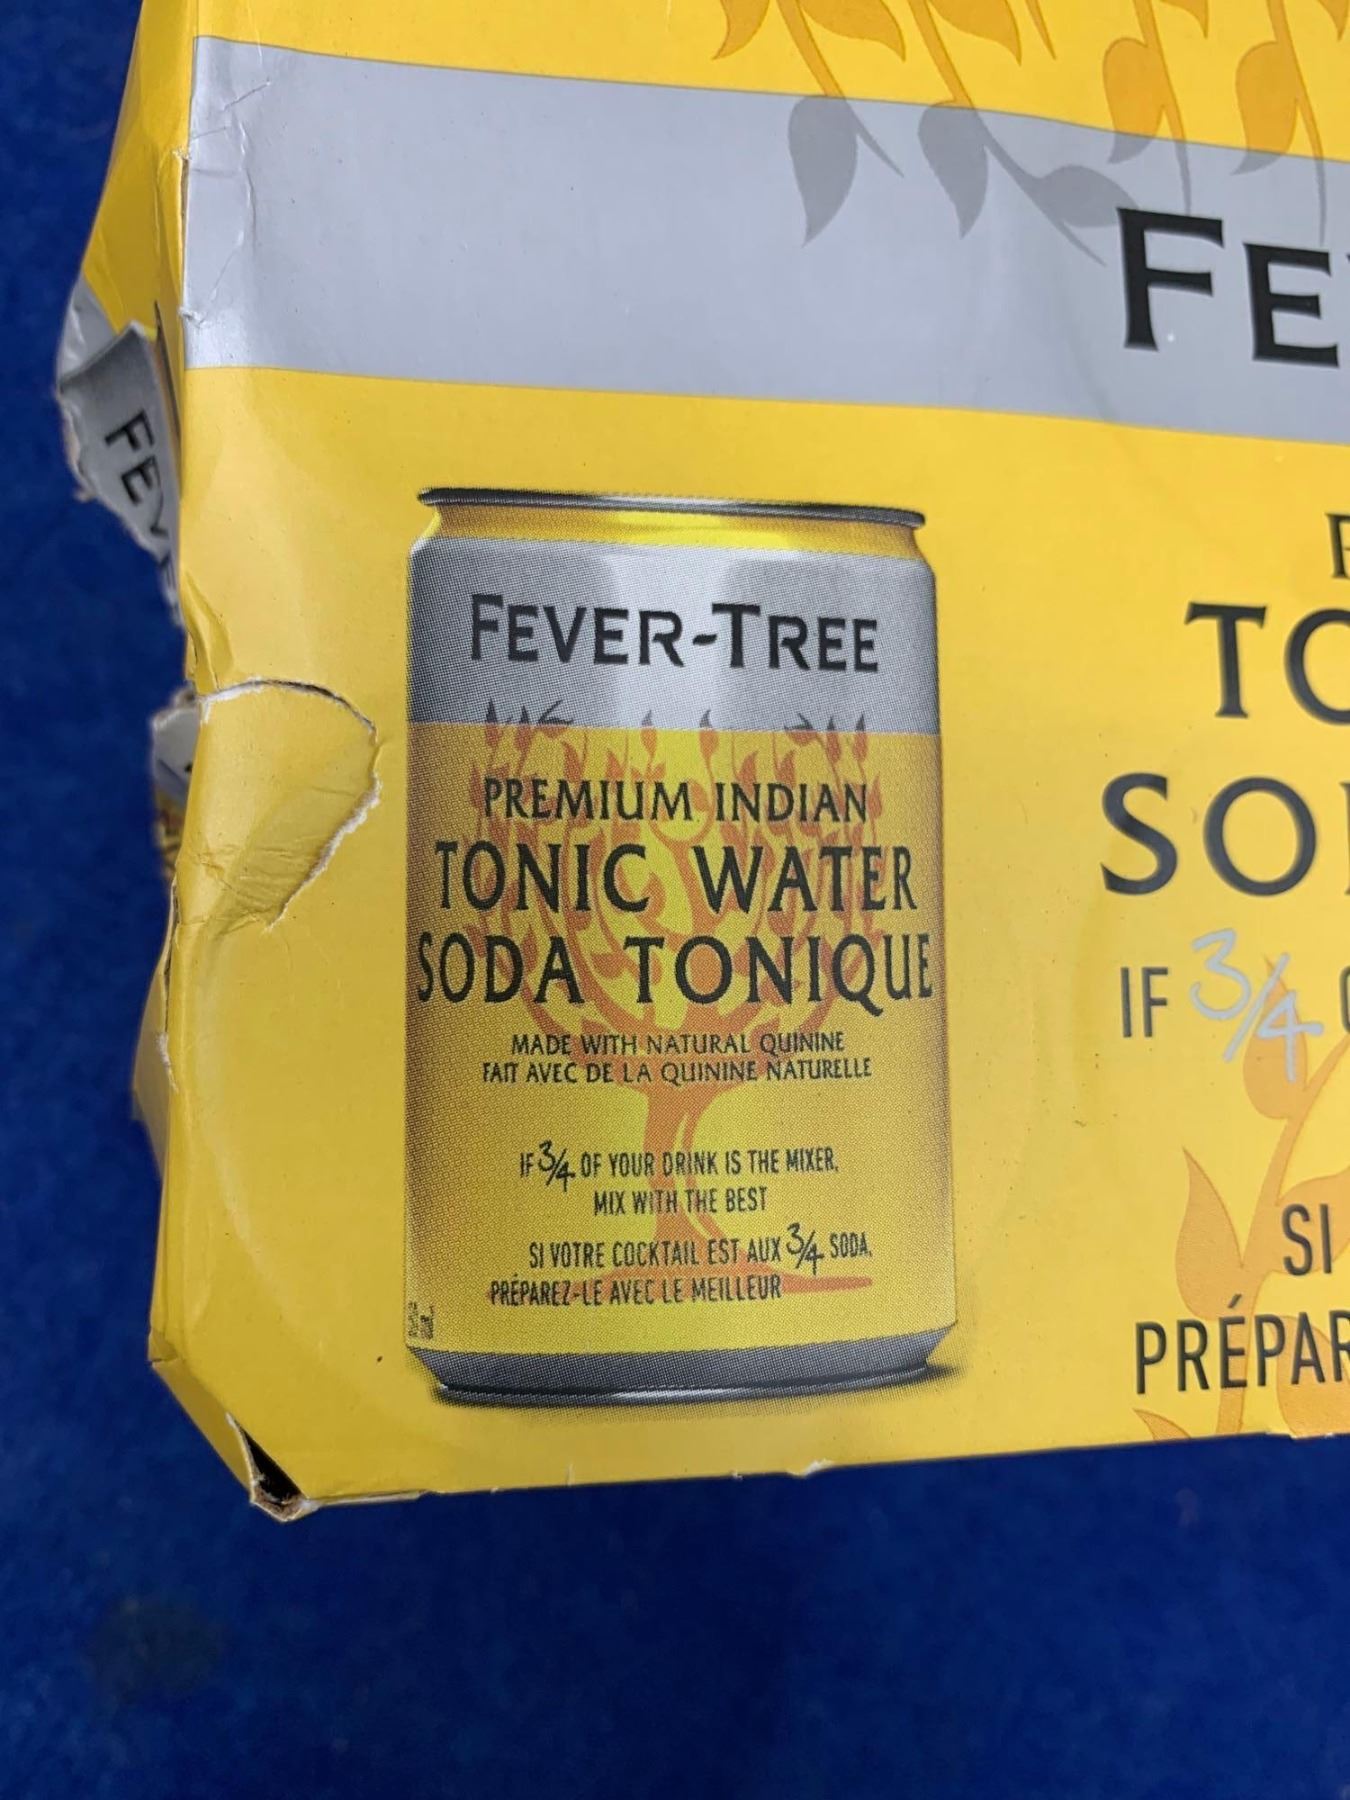 FE
FEVE
FEVER-TREE
PREMIUM INDIAN
TONIC WATER
SODA TONIQUE
MADE WITH NATURAL QUININE
FAIT AVEC DE LA QUININE NATURELLE
IF 3/4 OF YOUR DRINK IS THE MIXER,
MIX WITH THE BEST
SI VOTRE COCKTAIL EST AUX 3/4 SODA,
PRÉPAREZ-LE AVEC LE MEILLEUR
TO
SO
IF 3/4
SI
PRÉPAR